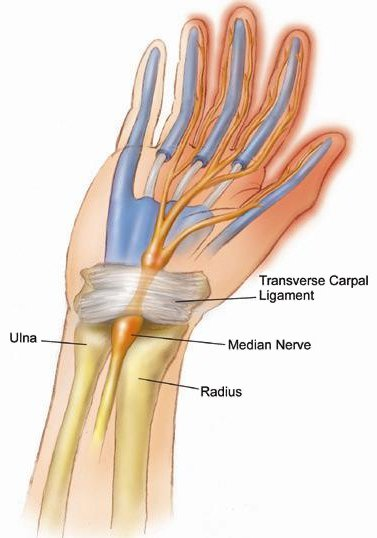 Transverse Carpal
Ligament
Ulna
Median Nerve
Radius